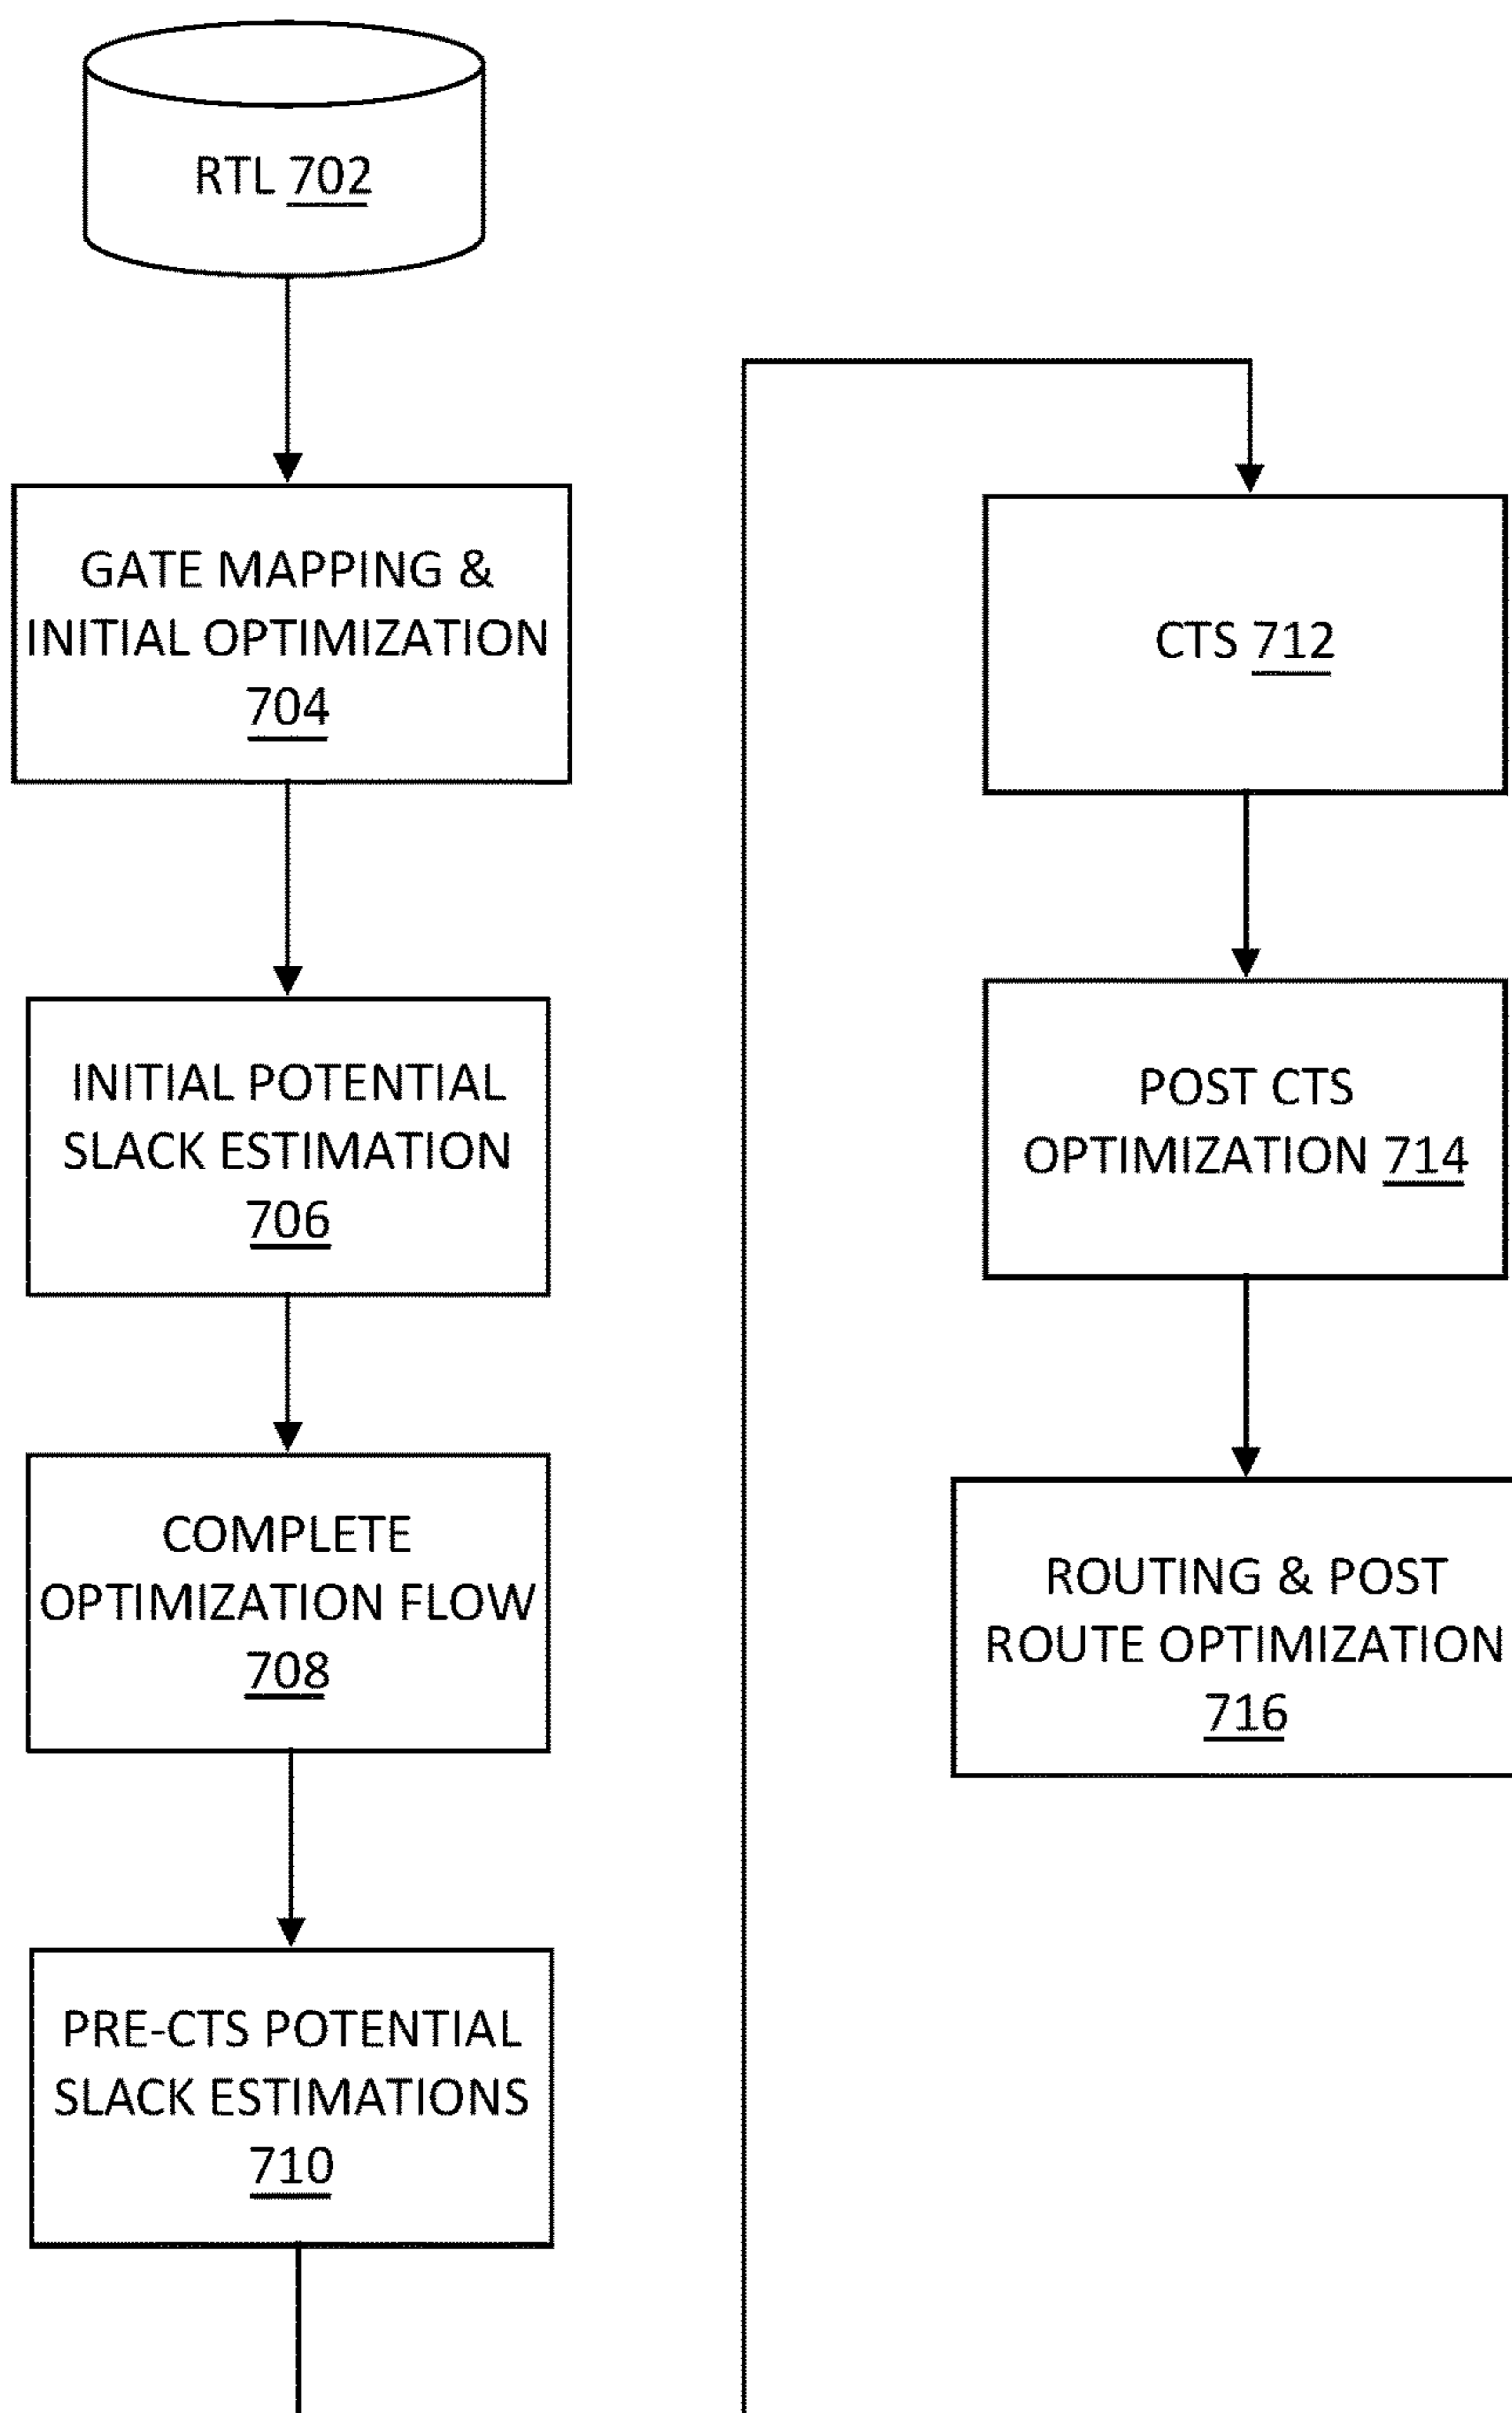 RTL 702
GATE MAPPING &
INITIAL OPTIMIZATION
704
INITIAL POTENTIAL
SLACK ESTIMATION
706
COMPLETE
OPTIMIZATION FLOW
708
PRE-CTS POTENTIAL
SLACK ESTIMATIONS
710
CTS 712
POST CTS
OPTIMIZATION 714
ROUTING & POST
ROUTE OPTIMIZATION
716